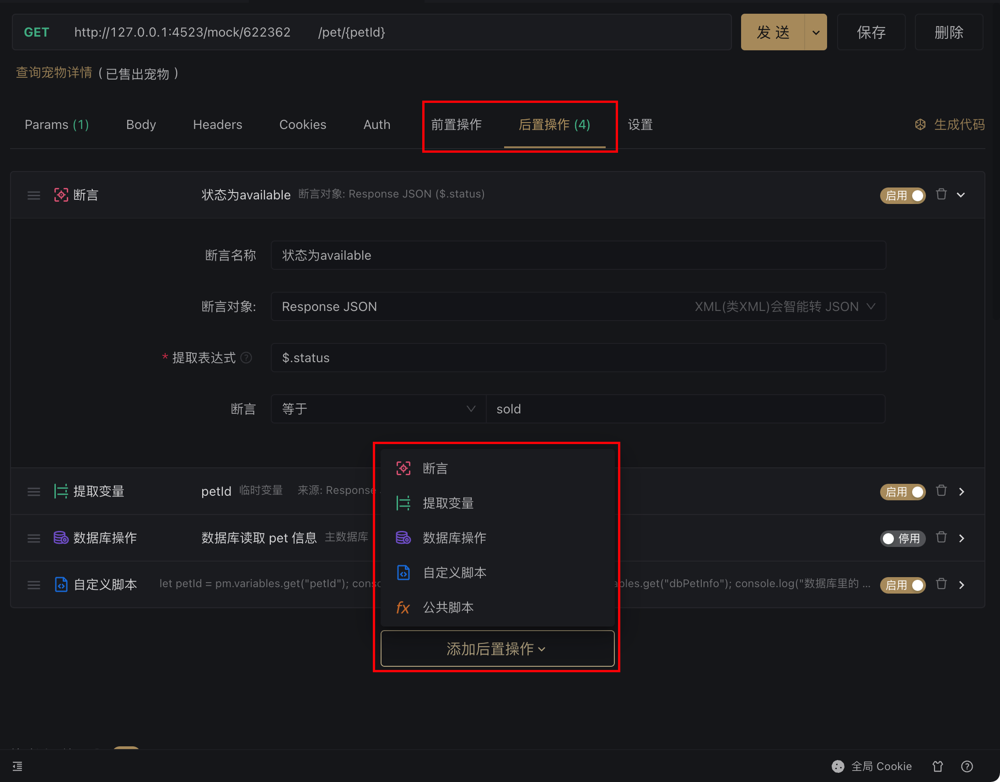 GET http://127.0.0.1:4523/mock/622362 /pet/{petId} 发 送 保存 删除
查询宠物详情 ( 已售出宠物 )
Params (1) Body Headers Cookies Auth 前置操作 后置操作 (4) 设置 生成代码
断言 状态为available 断言对象: Response JSON ($.status) 启用
断言名称 状态为available
断言对象: Response JSON XML(类XML)会智能转 JSON
* 提取表达式 ? $.status
断言 等于 sold
断言
提取变量 petId 临时变量 来源: Response 启用
提取变量
数据库操作 数据库读取 pet 信息 主数据库 停用
数据库操作
自定义脚本
自定义脚本 let petId = pm.variables.get("petId"); ables.get("dbPetInfo"); console.log("数据库里的 ... 启用
fx 公共脚本
添加后置操作
全局 Cookie ?